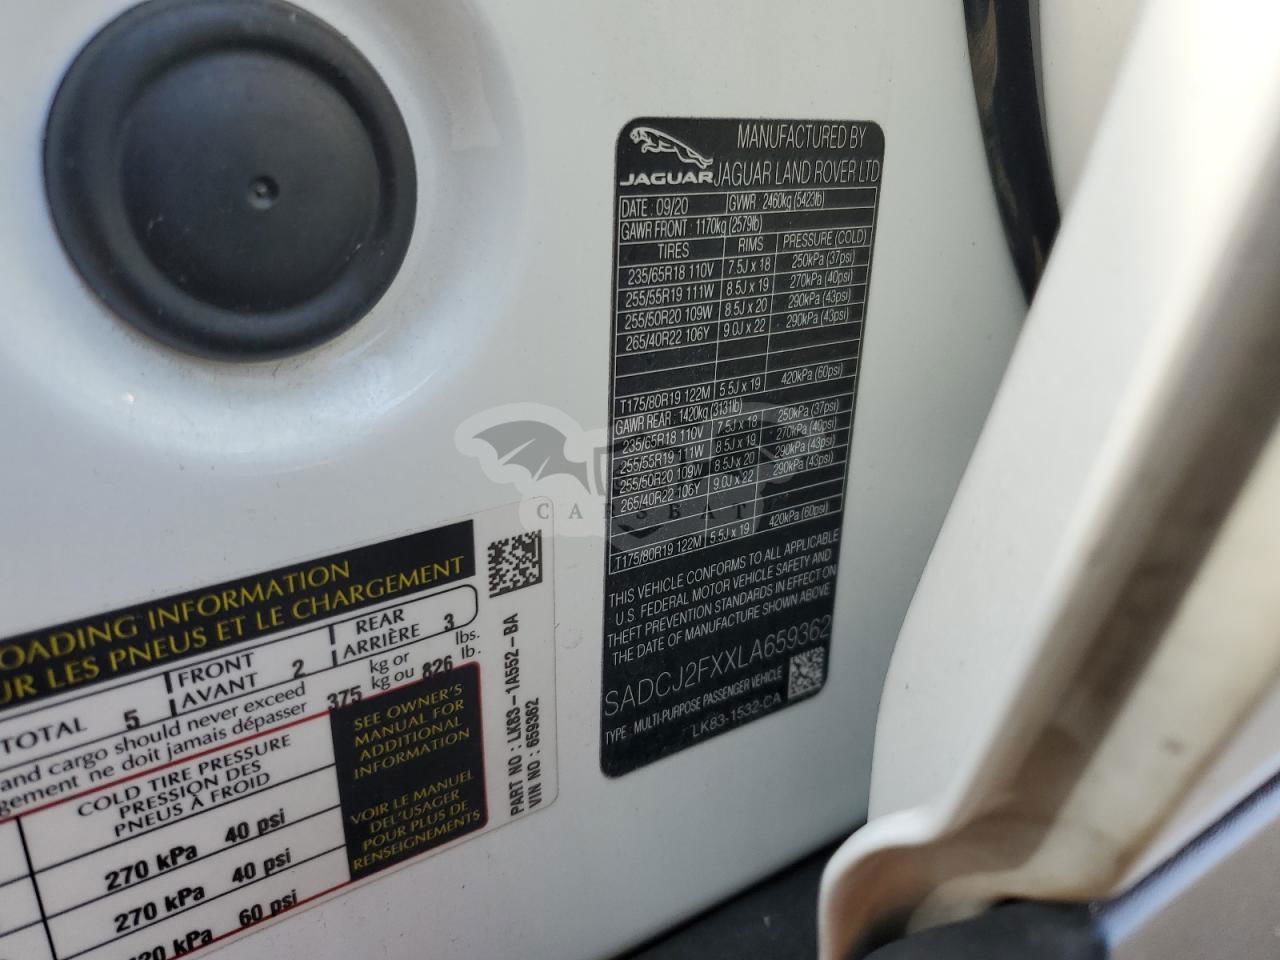 JAGUAR
MANUFACTURED BY
JAGUAR LAND ROVER LTD
DATE : 09/20 GVWR : 2460kg (5423lb)
GAWR FRONT : 1170kg (2579lb)
TIRES RIMS PRESSURE (COLD)
235/65R18 110V 7.5J x 18 250kPa (37psi)
255/55R19 111W 8.5J x 19 270kPa (40psi)
255/50R20 109W 8.5J x 20 290kPa (43psi)
265/40R22 106Y 9.0J x 22 290kPa (43psi)
T175/80R19 122M 5.5J x 19 420kPa (60psi)
GAWR REAR : 1420kg (3131lb)
235/65R18 110V 7.5J x 18 250kPa (37psi)
255/55R19 111W 8.5J x 19 270kPa (40psi)
255/50R20 109W 8.5J x 20 290kPa (43psi)
265/40R22 106Y 9.0J x 22 290kPa (43psi)
T175/80R19 122M 5.5J x 19 420kPa (60psi)
THIS VEHICLE CONFORMS TO ALL APPLICABLE
U.S. FEDERAL MOTOR VEHICLE SAFETY AND
THEFT PREVENTION STANDARDS IN EFFECT ON
THE DATE OF MANUFACTURE SHOWN ABOVE
SADCJ2FXXLA659362
TYPE : MULTI-PURPOSE PASSENGER VEHICLE
LK83-1532-CA
CARSBAT
OADING INFORMATION
UR LES PNEUS ET LE CHARGEMENT
TOTAL 5 FRONT AVANT 2 REAR ARRIÈRE 3
and cargo should never exceed 375 kg or 826 lbs.
gement ne doit jamais dépasser kg ou lb.
COLD TIRE PRESSURE
PRESSION DES
PNEUS À FROID
270 kPa 40 psi
270 kPa 40 psi
20 kPa 60 psi
SEE OWNER'S
MANUAL FOR
ADDITIONAL
INFORMATION
VOIR LE MANUEL
DEL'USAGER
POUR PLUS DE
RENSEIGNEMENTS
PART NO : LK83-1A552-BA
VIN NO : 659362